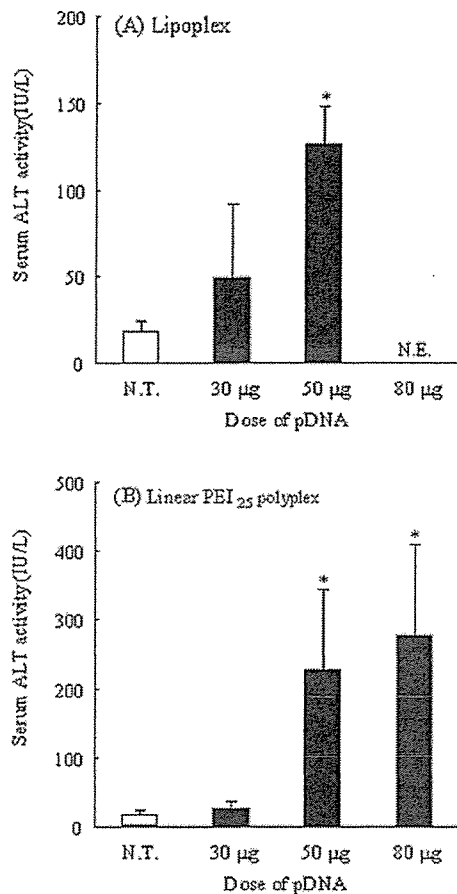 (A) Lipoplex
Serum ALT activity(IU/L)
200
150
100
50
0
*
N.E.
N.T. 30 µg 50 µg 80 µg
Dose of pDNA
(B) Linear PEI25 polyplex
Serum ALT activity(IU/L)
500
400
300
200
100
0
*
*
N.T. 30 µg 50 µg 80 µg
Dose of pDNA